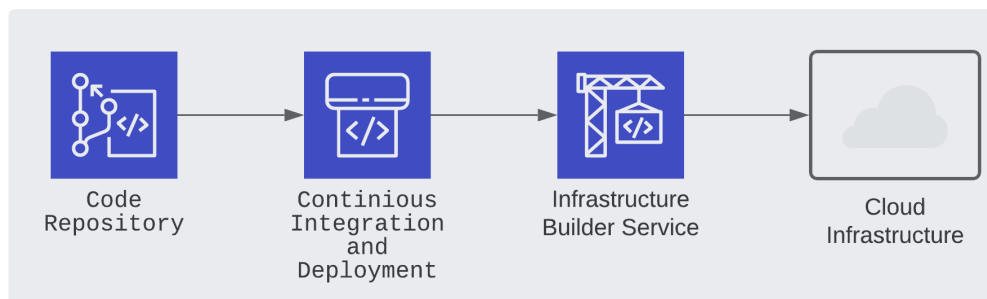 Code
Repository
Continious
Integration
and
Deployment
Infrastructure
Builder Service
Cloud
Infrastructure